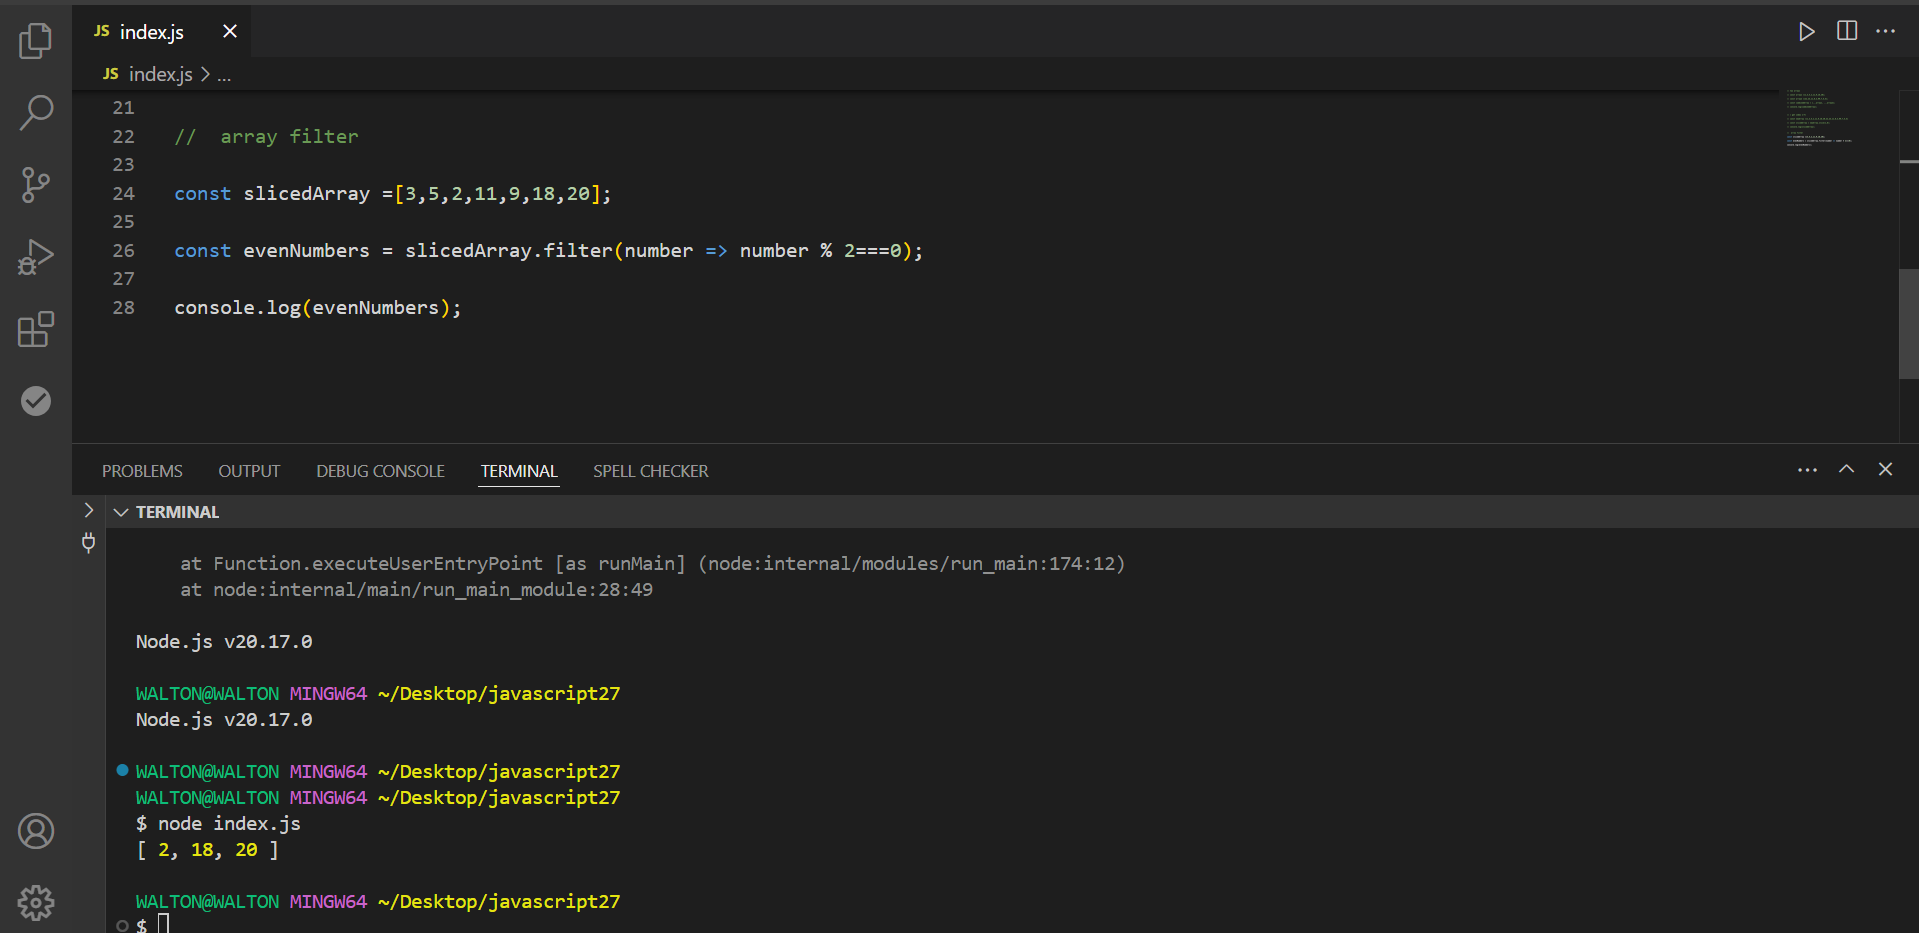 JS index.js
JS index.js > ...
21
22 // array filter
23
24 const slicedArray =[3,5,2,11,9,18,20];
25
26 const evenNumbers = slicedArray.filter(number => number % 2===0);
27
28 console.log(evenNumbers);
PROBLEMS OUTPUT DEBUG CONSOLE TERMINAL SPELL CHECKER
TERMINAL
at Function.executeUserEntryPoint [as runMain] (node:internal/modules/run_main:174:12)
at node:internal/main/run_main_module:28:49
Node.js v20.17.0
WALTON@WALTON MINGW64 ~/Desktop/javascript27
Node.js v20.17.0
WALTON@WALTON MINGW64 ~/Desktop/javascript27
WALTON@WALTON MINGW64 ~/Desktop/javascript27
$ node index.js
[ 2, 18, 20 ]
WALTON@WALTON MINGW64 ~/Desktop/javascript27
$